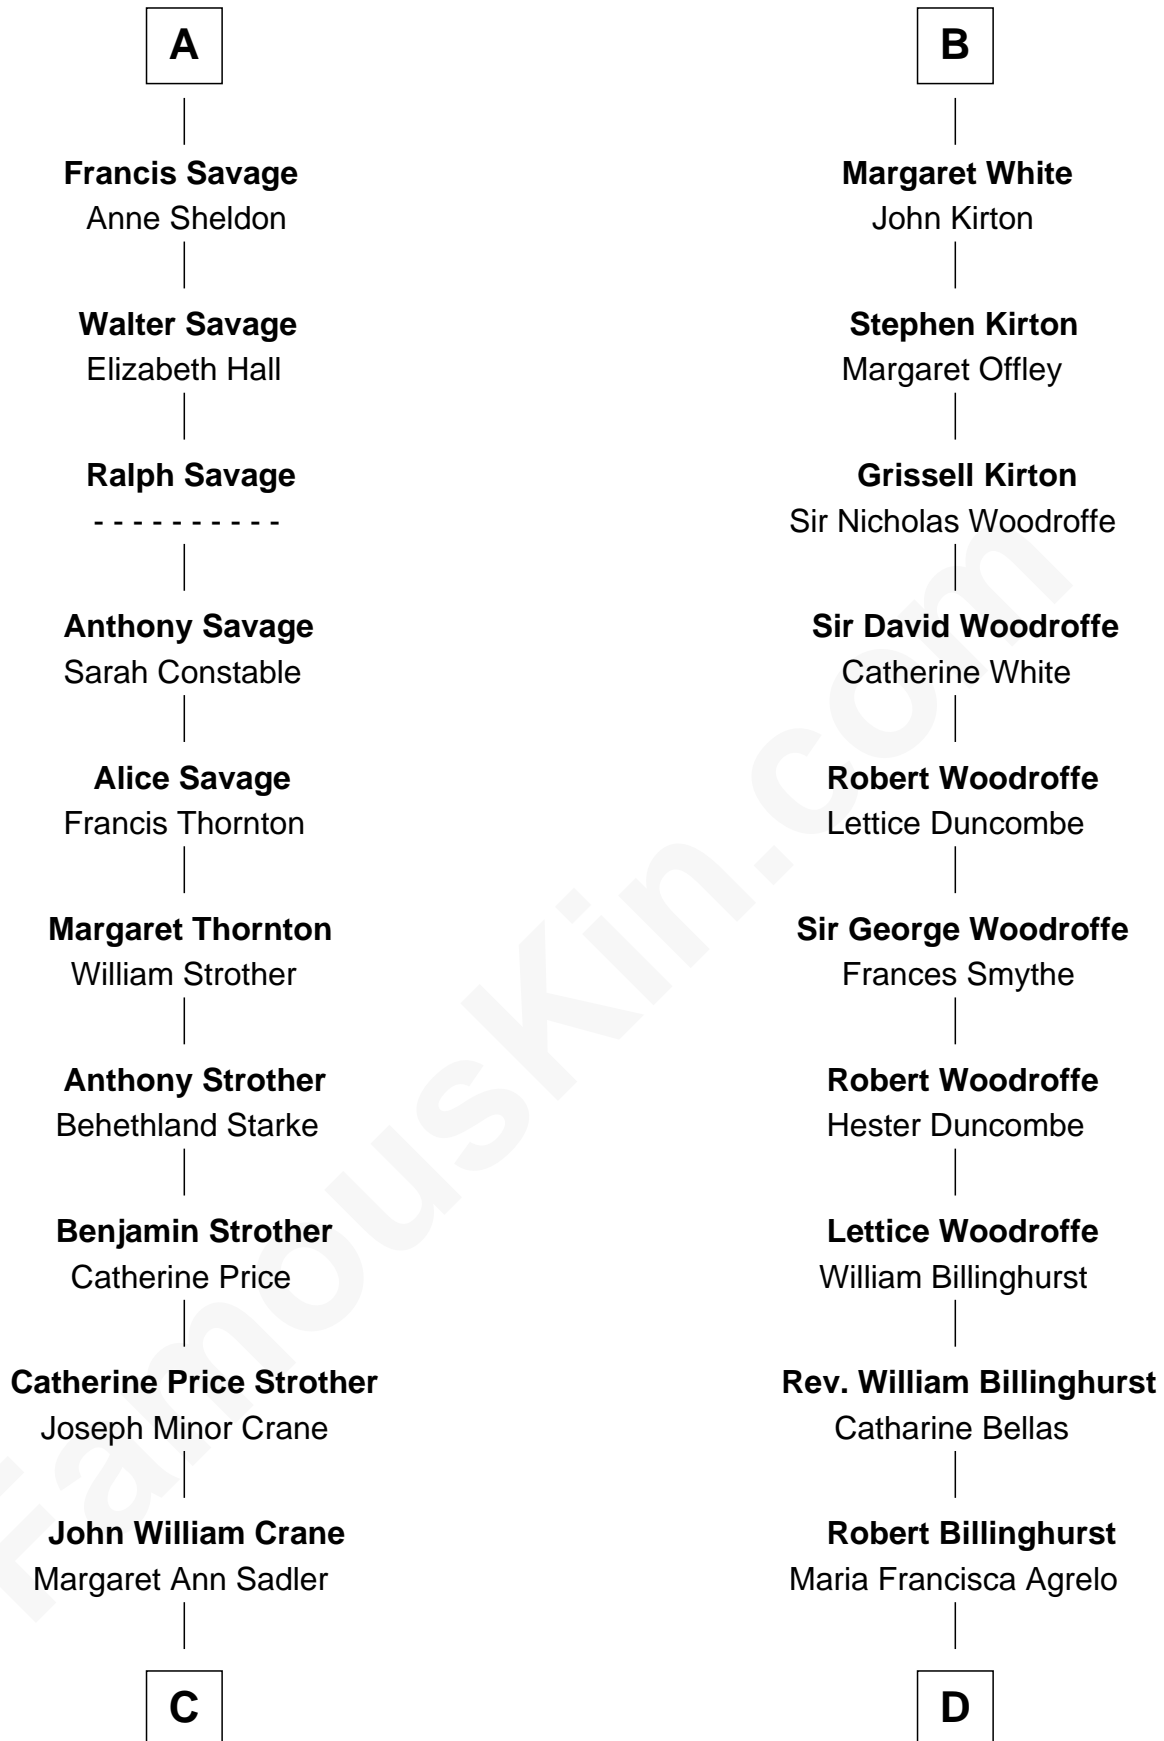 A
Francis Savage
Anne Sheldon
Walter Savage
Elizabeth Hall
Ralph Savage
- - - - - - - - - -
Anthony Savage
Sarah Constable
Alice Savage
Francis Thornton
Margaret Thornton
William Strother
Anthony Strother
Behethland Starke
Benjamin Strother
Catherine Price
Catherine Price Strother
Joseph Minor Crane
John William Crane
Margaret Ann Sadler
C
B
Margaret White
John Kirton
Stephen Kirton
Margaret Offley
Grissell Kirton
Sir Nicholas Woodroffe
Sir David Woodroffe
Catherine White
Robert Woodroffe
Lettice Duncombe
Sir George Woodroffe
Frances Smythe
Robert Woodroffe
Hester Duncombe
Lettice Woodroffe
William Billinghurst
Rev. William Billinghurst
Catharine Bellas
Robert Billinghurst
Maria Francisca Agrelo
D
FamousKin.com